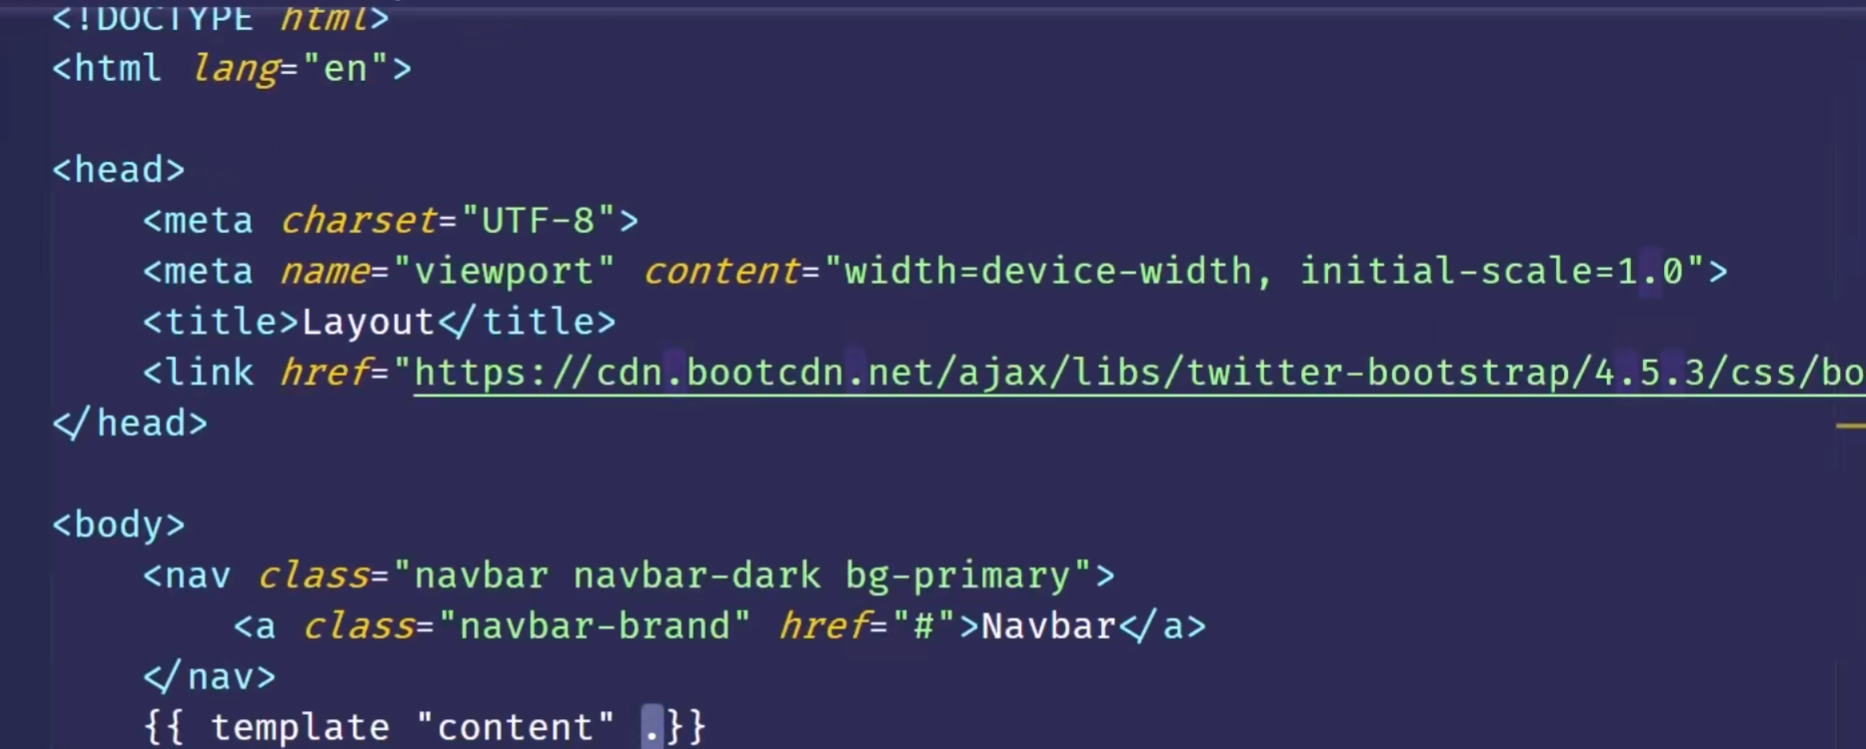 <!DOCTYPE html>
<html lang="en">
<head>
<meta charset="UTF-8">
<meta name="viewport" content="width=device-width, initial-scale=1.0">
<title>Layout</title>
<link href="https://cdn.bootcdn.net/ajax/libs/twitter-bootstrap/4.5.3/css/bo
</head>
<body>
<nav class="navbar navbar-dark bg-primary">
<a class="navbar-brand" href="#">Navbar</a>
</nav>
{{ template "content" .}}